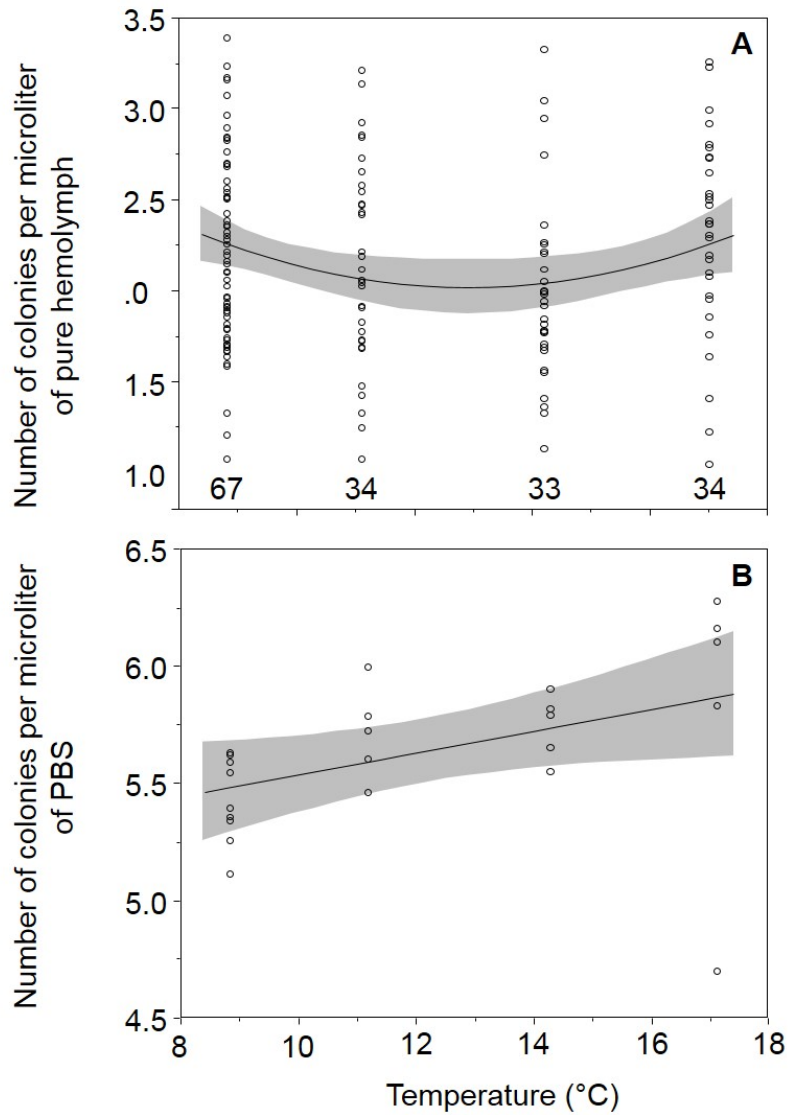 Number of colonies per microliter
of pure hemolymph
A
3.5
3.0
2.5
.0
1.5
1.0
67 34 33 34
Number of colonies per microliter
of PBS
B
6.5
6.0
5.5
5.0
4.5
8 10 12 14 16 18
Temperature (°C)